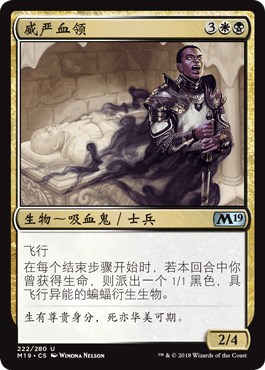 威严血领 3
生物～吸血鬼 / 士兵 M19
飞行
在每个结束步骤开始时，若本回合中你
曾获得生命，则派出一个 1/1 黑色，具
飞行异能的蝙蝠衍生生物。
生有尊贵身分，死亦华美可期。
2/4
222/280 U
M19 • CS WINONA NELSON ™ & © 2018 Wizards of the Coast